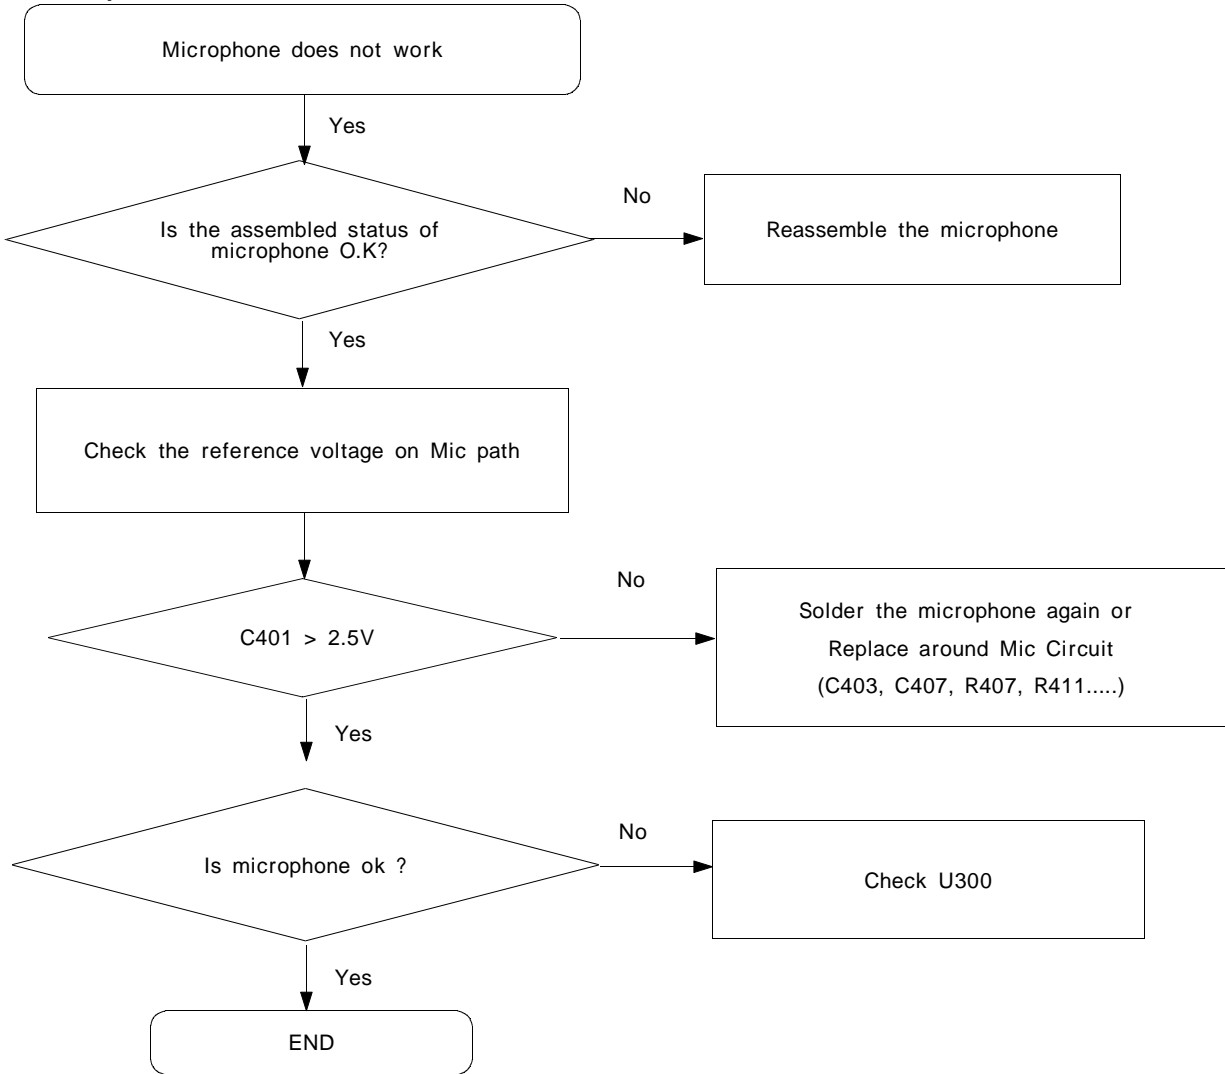 Microphone does not work
Yes
Is the assembled status of
microphone O.K?
No
Reassemble the microphone
Yes
Check the reference voltage on Mic path
C401 > 2.5V
No
Solder the microphone again or
Replace around Mic Circuit
(C403, C407, R407, R411.....)
Yes
Is microphone ok ?
No
Check U300
Yes
END